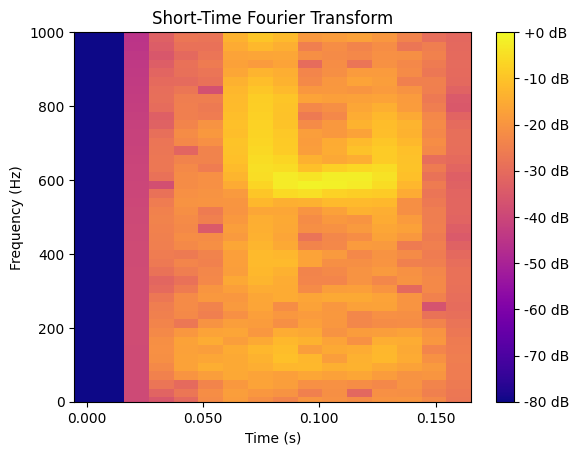 Short-Time Fourier Transform
Frequency (Hz)
1000
800
600
400
200
0
0.000
0.050
0.100
0.150
Time (s)
+0 dB
-10 dB
-20 dB
-30 dB
-40 dB
-50 dB
-60 dB
-70 dB
-80 dB